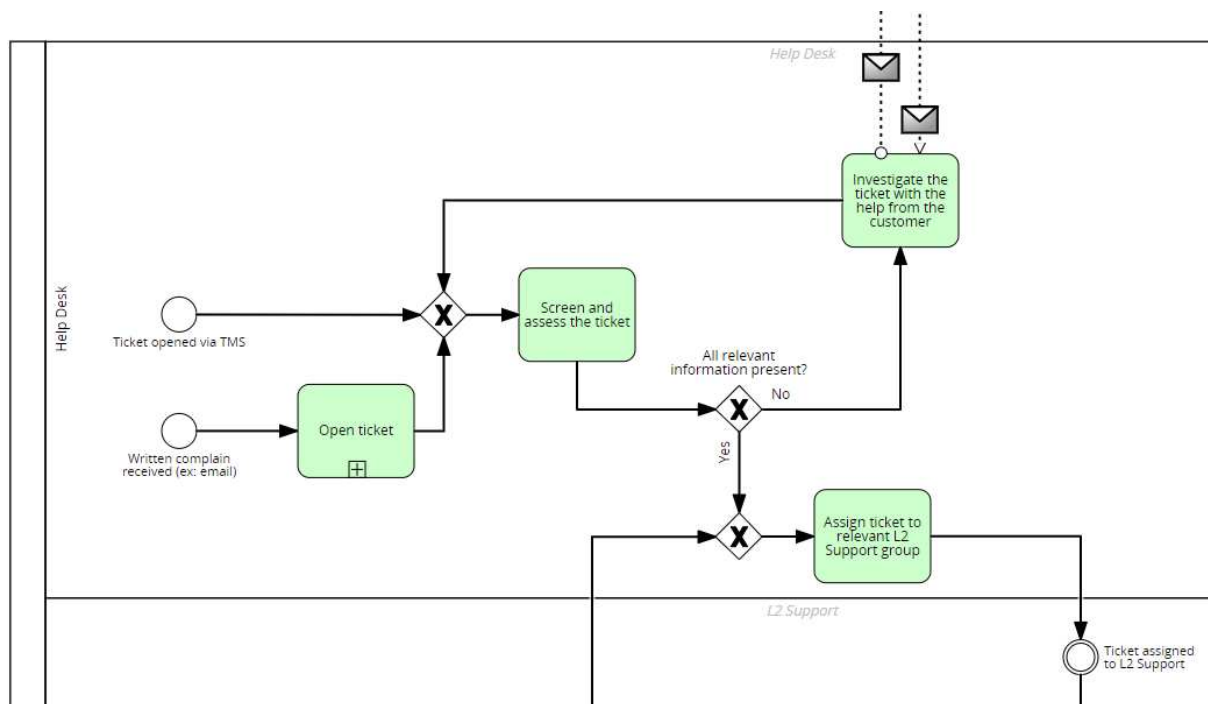 Help Desk
Investigate the
ticket with the
help from the
customer
Help Desk
Screen and
assess the ticket
Ticket opened via TMS
All relevant
information present?
No
Open ticket
Yes
Written complain
received (ex: email)
Assign ticket to
relevant L2
Support group
L2 Support
Ticket assigned
to L2 Support